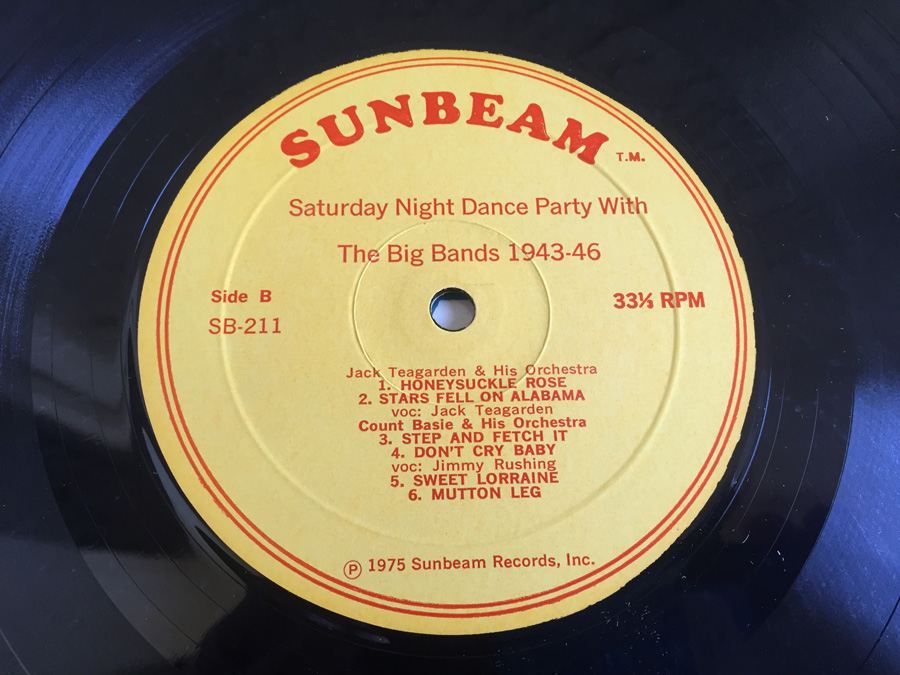 SUNBEAM T.M.
Saturday Night Dance Party With
The Big Bands 1943-46
Side B
33⅓ RPM
SB-211
Jack Teagarden & His Orchestra
1. HONEYSUCKLE ROSE
2. STARS FELL ON ALABAMA
voc: Jack Teagarden
Count Basie & His Orchestra
3. STEP AND FETCH IT
4. DON'T CRY BABY
voc: Jimmy Rushing
5. SWEET LORRAINE
6. MUTTON LEG
Ⓟ 1975 Sunbeam Records, Inc.